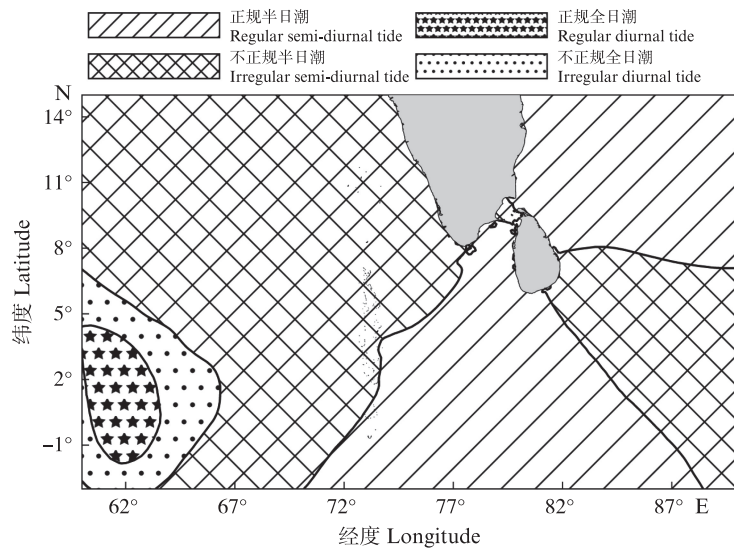 正规半日潮
Regular semi-diurnal tide
正规全日潮
Regular diurnal tide
不正规半日潮
Irregular semi-diurnal tide
不正规全日潮
Irregular diurnal tide
N
14°
11°
8°
5°
2°
-1°
纬度 Latitude
62°
67°
72°
77°
82°
87°
E
经度 Longitude